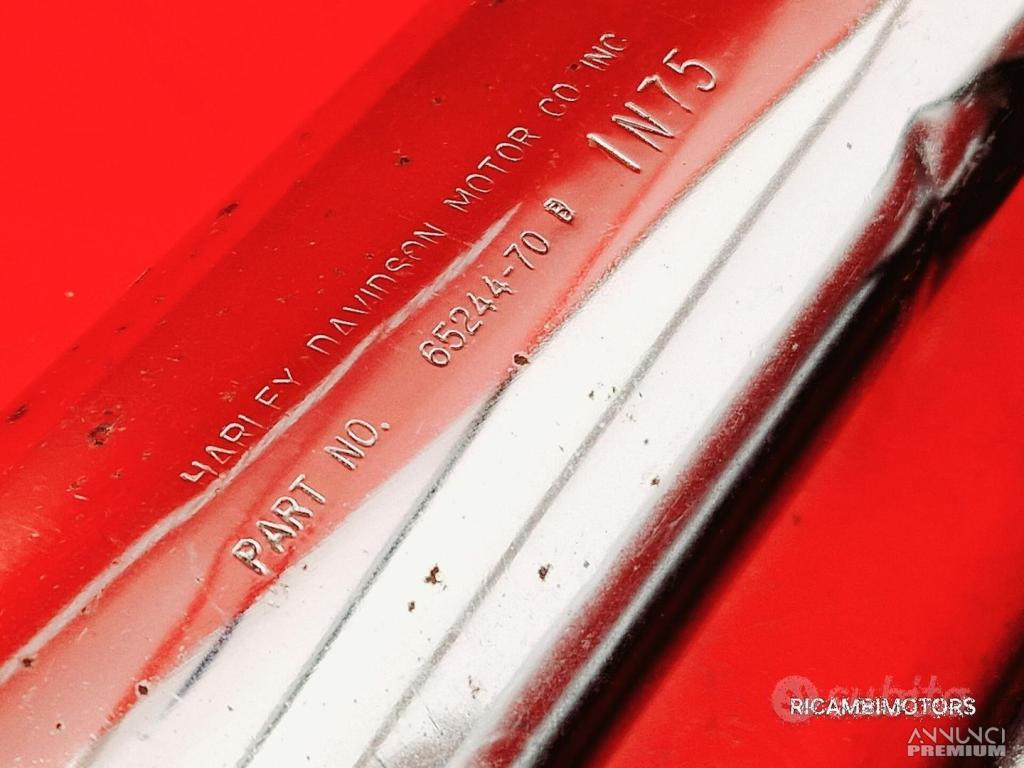 HARLEY DAVIDSON MOTOR CO INC
1N75
PART NO. 65244-70 B
subito
RICAMBIMOTORS
ANNUNCI
PREMIUM